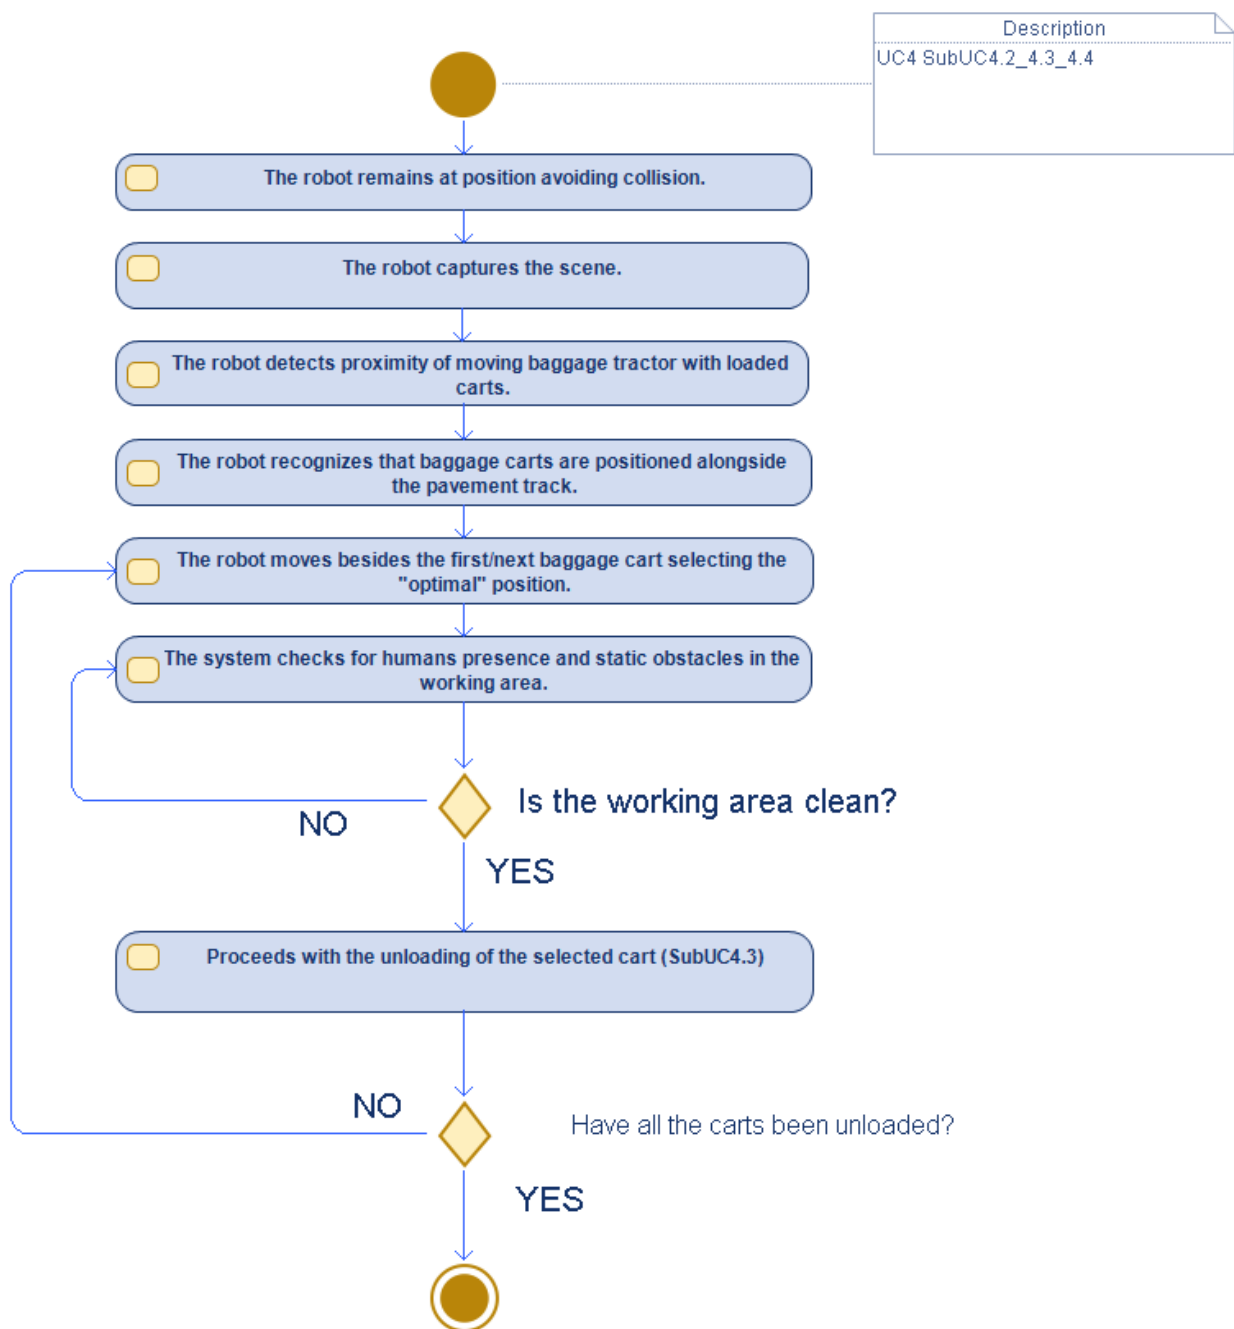 Description
UC4 SubUC4.2_4.3_4.4
The robot remains at position avoiding collision.
The robot captures the scene.
The robot detects proximity of moving baggage tractor with loaded
carts.
The robot recognizes that baggage carts are positioned alongside
the pavement track.
The robot moves besides the first/next baggage cart selecting the
"optimal" position.
The system checks for humans presence and static obstacles in the
working area.
Is the working area clean?
NO
YES
Proceeds with the unloading of the selected cart (SubUC4.3)
NO
Have all the carts been unloaded?
YES